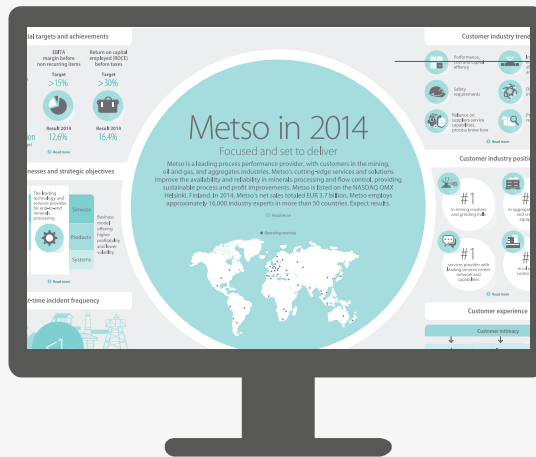 ial targets and achievements
EBITA
margin before
non recurring items
Target
>15%
Result 2014
12.6%
Return on capital
employed (ROCE)
before taxes
Target
>30%
Result 2014
16.4%
Read more
nesses and strategic objectives
The leading
technology and
services provider
for end-to-end
minerals
processing
Services
Products
Systems
Business
model
offering
higher
profitability
and lower
volatility
Read more
t-time incident frequency
<1
Metso in 2014
Focused and set to deliver
Metso is a leading process performance provider, with customers in the mining,
oil and gas, and aggregates industries. Metso's cutting-edge services and solutions
improve the availability and reliability in minerals processing and flow control, providing
sustainable process and profit improvements. Metso is listed on the NASDAQ OMX
Helsinki, Finland. In 2014, Metso's net sales totaled EUR 3.7 billion. Metso employs
approximately 16,000 industry experts in more than 50 countries. Expect results.
Read more
Operating countries
Customer industry trend
Performance,
cost and capital
efficiency
Safety
requirements
Reliance on
suppliers service
capabilities,
process know how
Read more
Customer industry positi
#1
in mining crushers
and grinding mills
#
in aggregat
#1
services provider with
leading services center
network and
capabilities
#
Read more
Customer experience
Customer intimacy